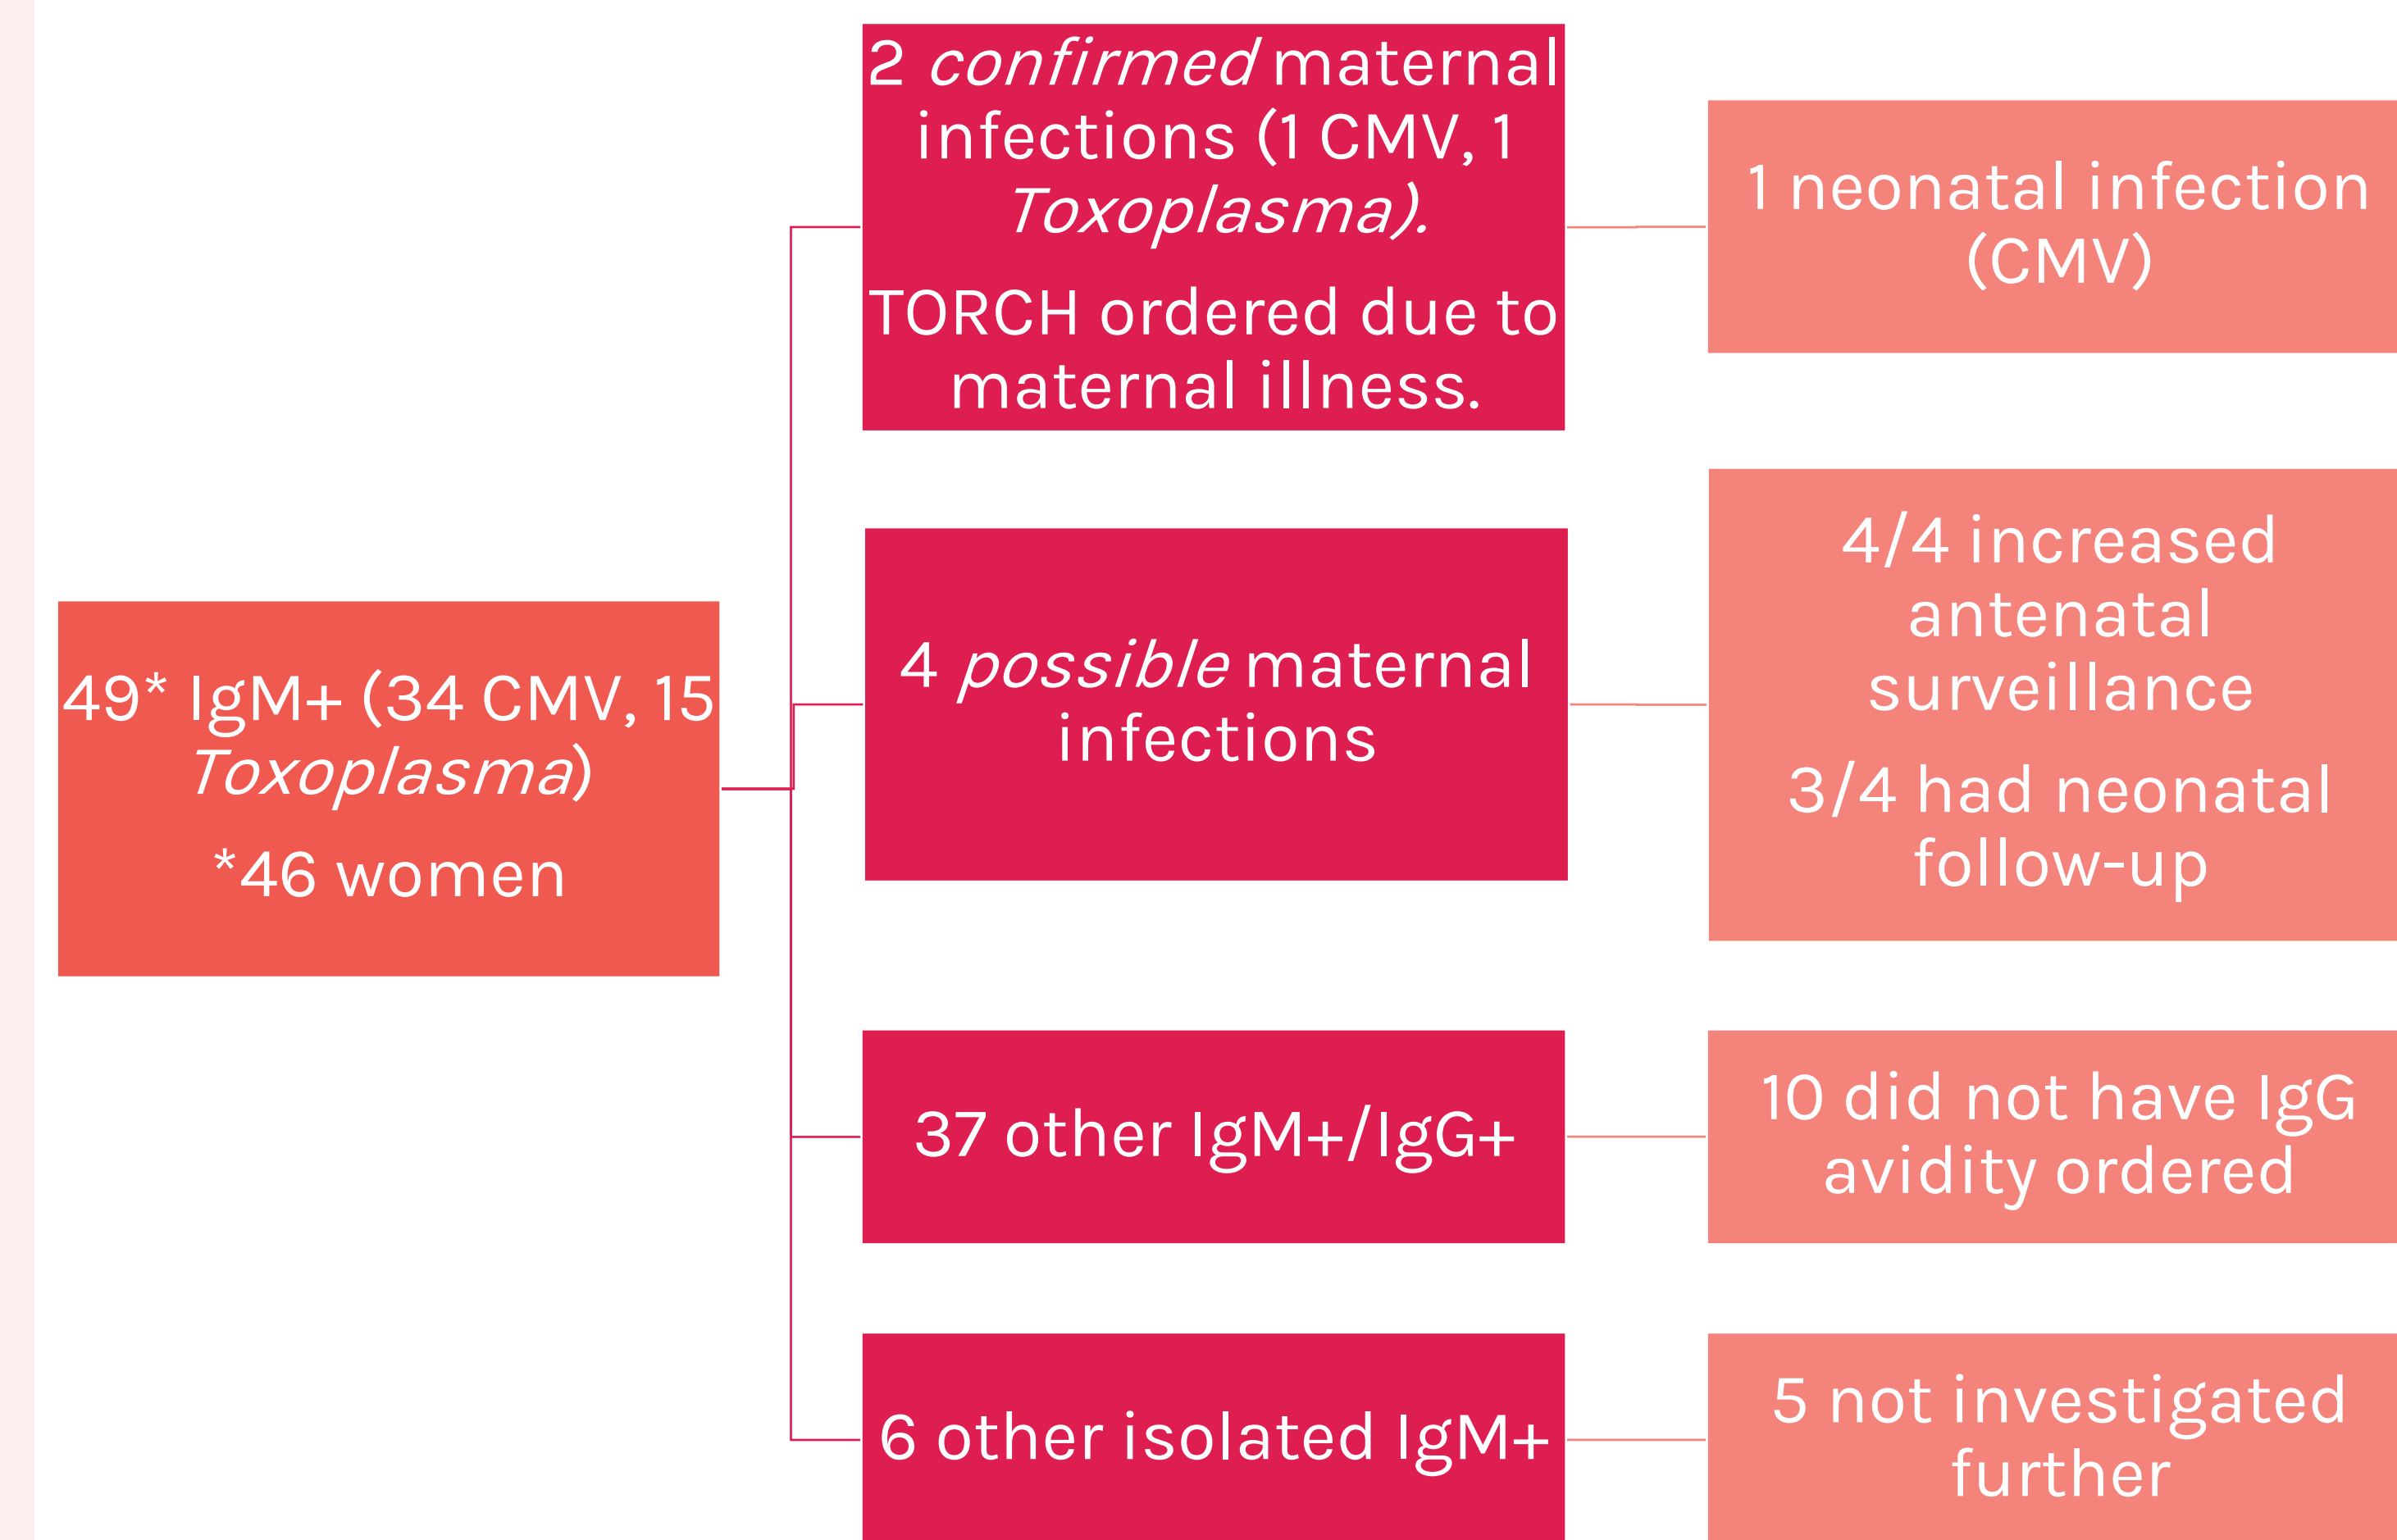 49* IgM+ (34 CMV, 15
Toxoplasma)
*46 women
2 confirmed maternal
infections (1 CMV, 1
Toxoplasma).
TORCH ordered due to
maternal illness.
1 neonatal infection
(CMV)
4 possible maternal
infections
4/4 increased
antenatal
surveillance
3/4 had neonatal
follow-up
37 other IgM+/IgG+
10 did not have IgG
avidity ordered
6 other isolated IgM+
5 not investigated
further